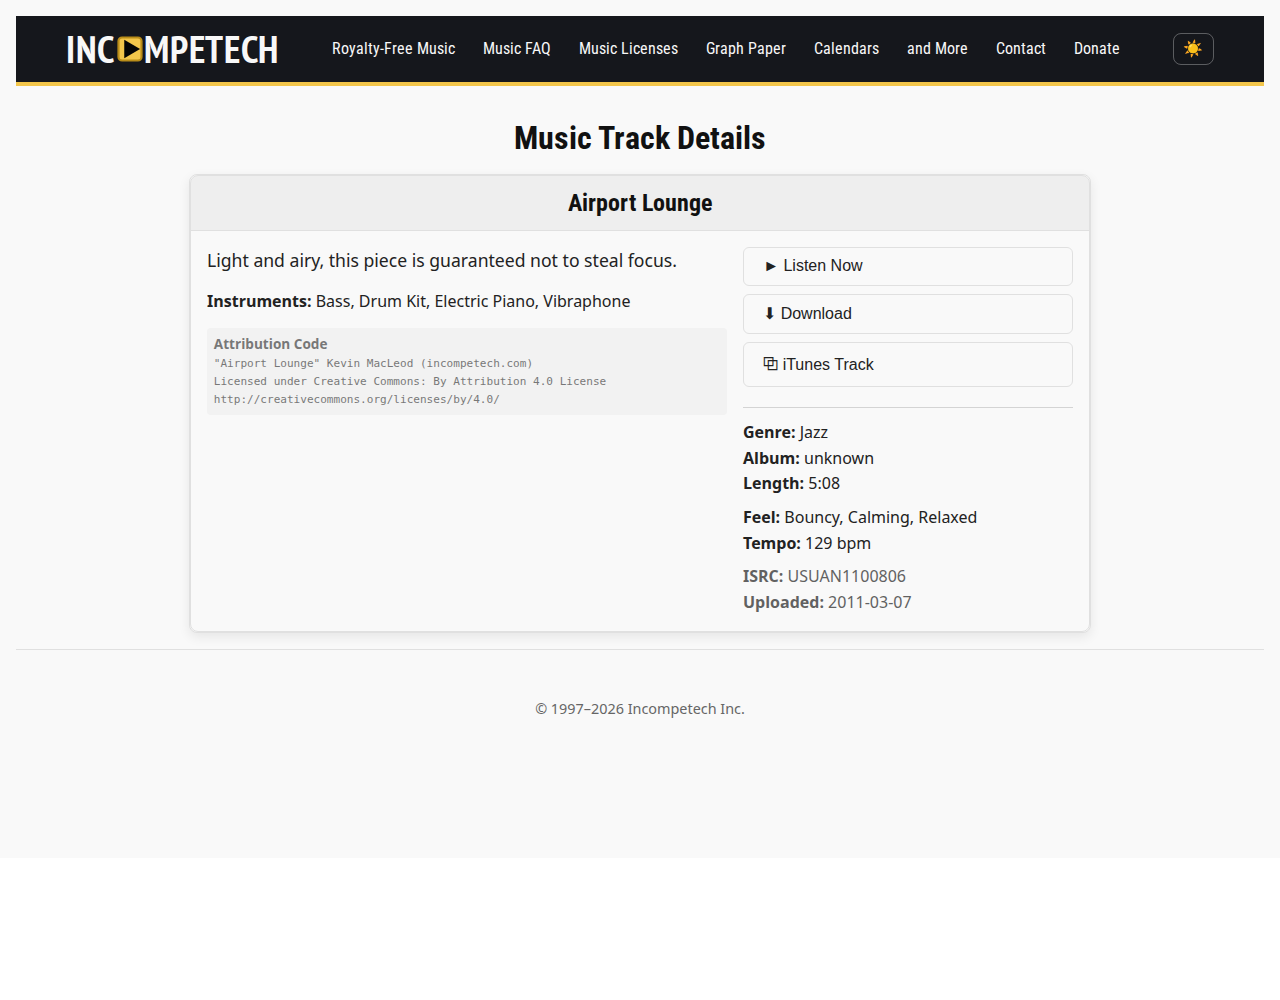 INCOMPETECH
Royalty-Free Music
Music FAQ
Music Licenses
Graph Paper
Calendars
and More
Contact
Donate
Music Track Details
Airport Lounge
Light and airy, this piece is guaranteed not to steal focus.
Instruments: Bass, Drum Kit, Electric Piano, Vibraphone
Attribution Code
"Airport Lounge" Kevin MacLeod (incompetech.com)
Licensed under Creative Commons: By Attribution 4.0 License
http://creativecommons.org/licenses/by/4.0/
► Listen Now
⬇ Download
iTunes Track
Genre: Jazz
Album: unknown
Length: 5:08
Feel: Bouncy, Calming, Relaxed
Tempo: 129 bpm
ISRC: USUAN1100806
Uploaded: 2011-03-07
© 1997–2026 Incompetech Inc.